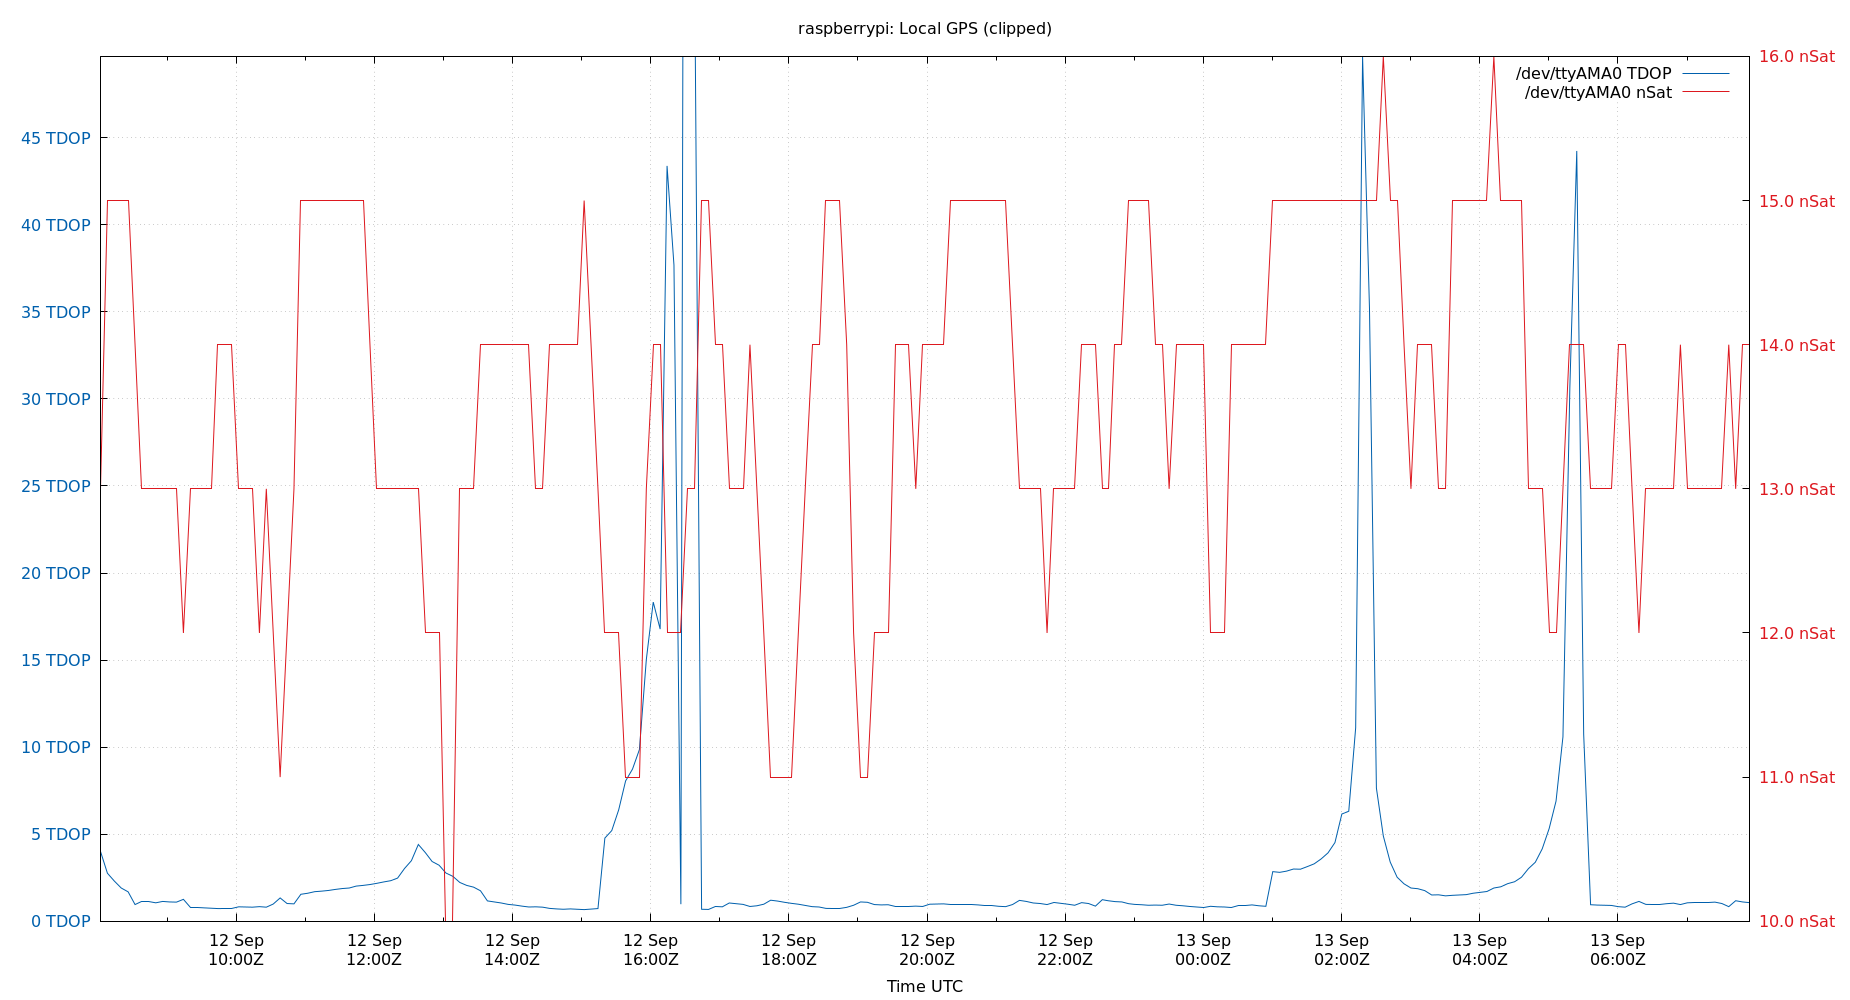 raspberrypi: Local GPS (clipped)
/dev/ttyAMA0 TDOP
/dev/ttyAMA0 nSat
45 TDOP
40 TDOP
35 TDOP
30 TDOP
25 TDOP
20 TDOP
15 TDOP
10 TDOP
5 TDOP
0 TDOP
16.0 nSat
15.0 nSat
14.0 nSat
13.0 nSat
12.0 nSat
11.0 nSat
10.0 nSat
12 Sep
10:00Z
12 Sep
12:00Z
12 Sep
14:00Z
12 Sep
16:00Z
12 Sep
18:00Z
12 Sep
20:00Z
12 Sep
22:00Z
13 Sep
00:00Z
13 Sep
02:00Z
13 Sep
04:00Z
13 Sep
06:00Z
Time UTC